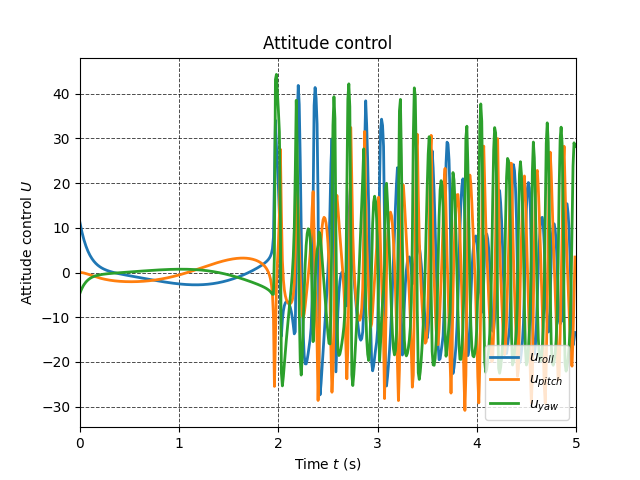 Attitude control
Attitude control U
40
30
20
10
0
−10
−20
−30
0 1 2 3 4 5
Time t (s)
u_roll
u_pitch
u_yaw